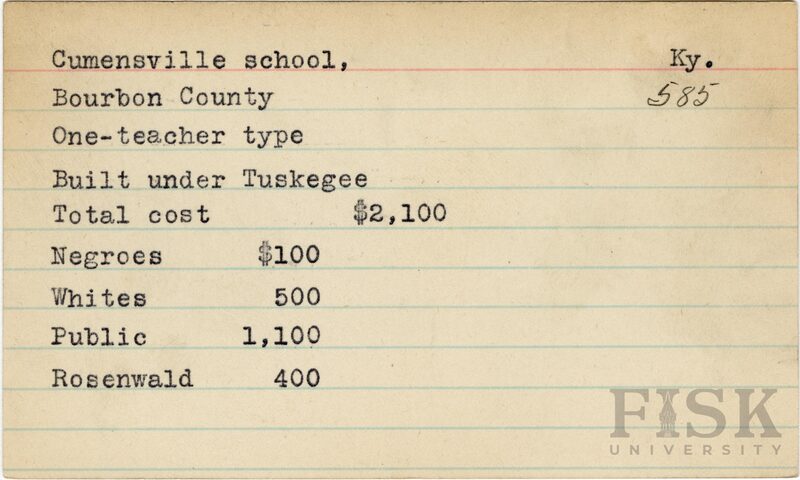 Cumensville school, Ky.
Bourbon County 585
One-teacher type
Built under Tuskegee
Total cost $2,100
Negroes $100
Whites 500
Public 1,100
Rosenwald 400
FISK
UNIVERSITY